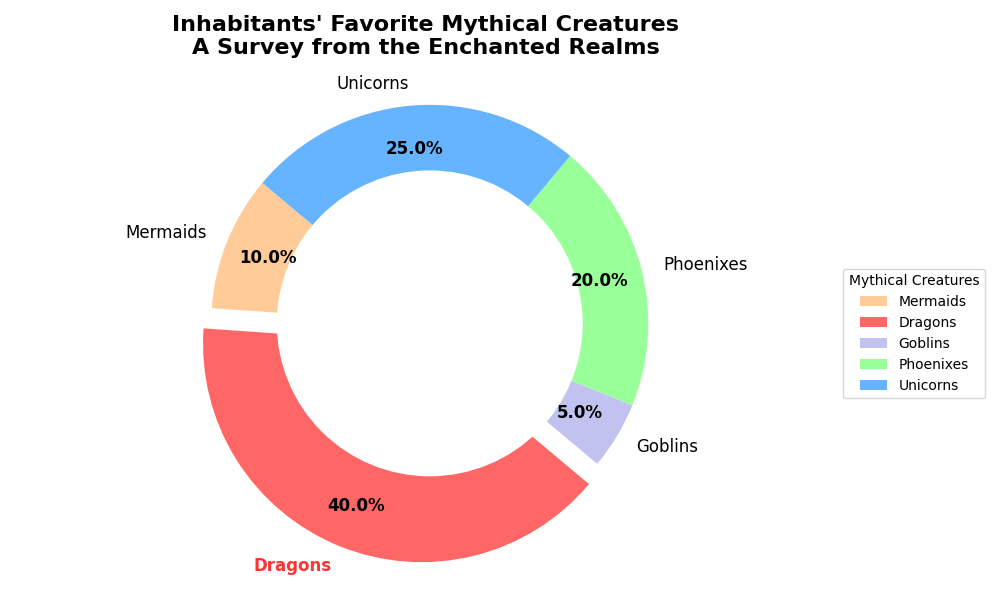 Inhabitants' Favorite Mythical Creatures
A Survey from the Enchanted Realms
Unicorns
25.0%
Mermaids
10.0%
Phoenixes
20.0%
5.0%
Goblins
40.0%
Dragons
Mythical Creatures
Mermaids
Dragons
Goblins
Phoenixes
Unicorns